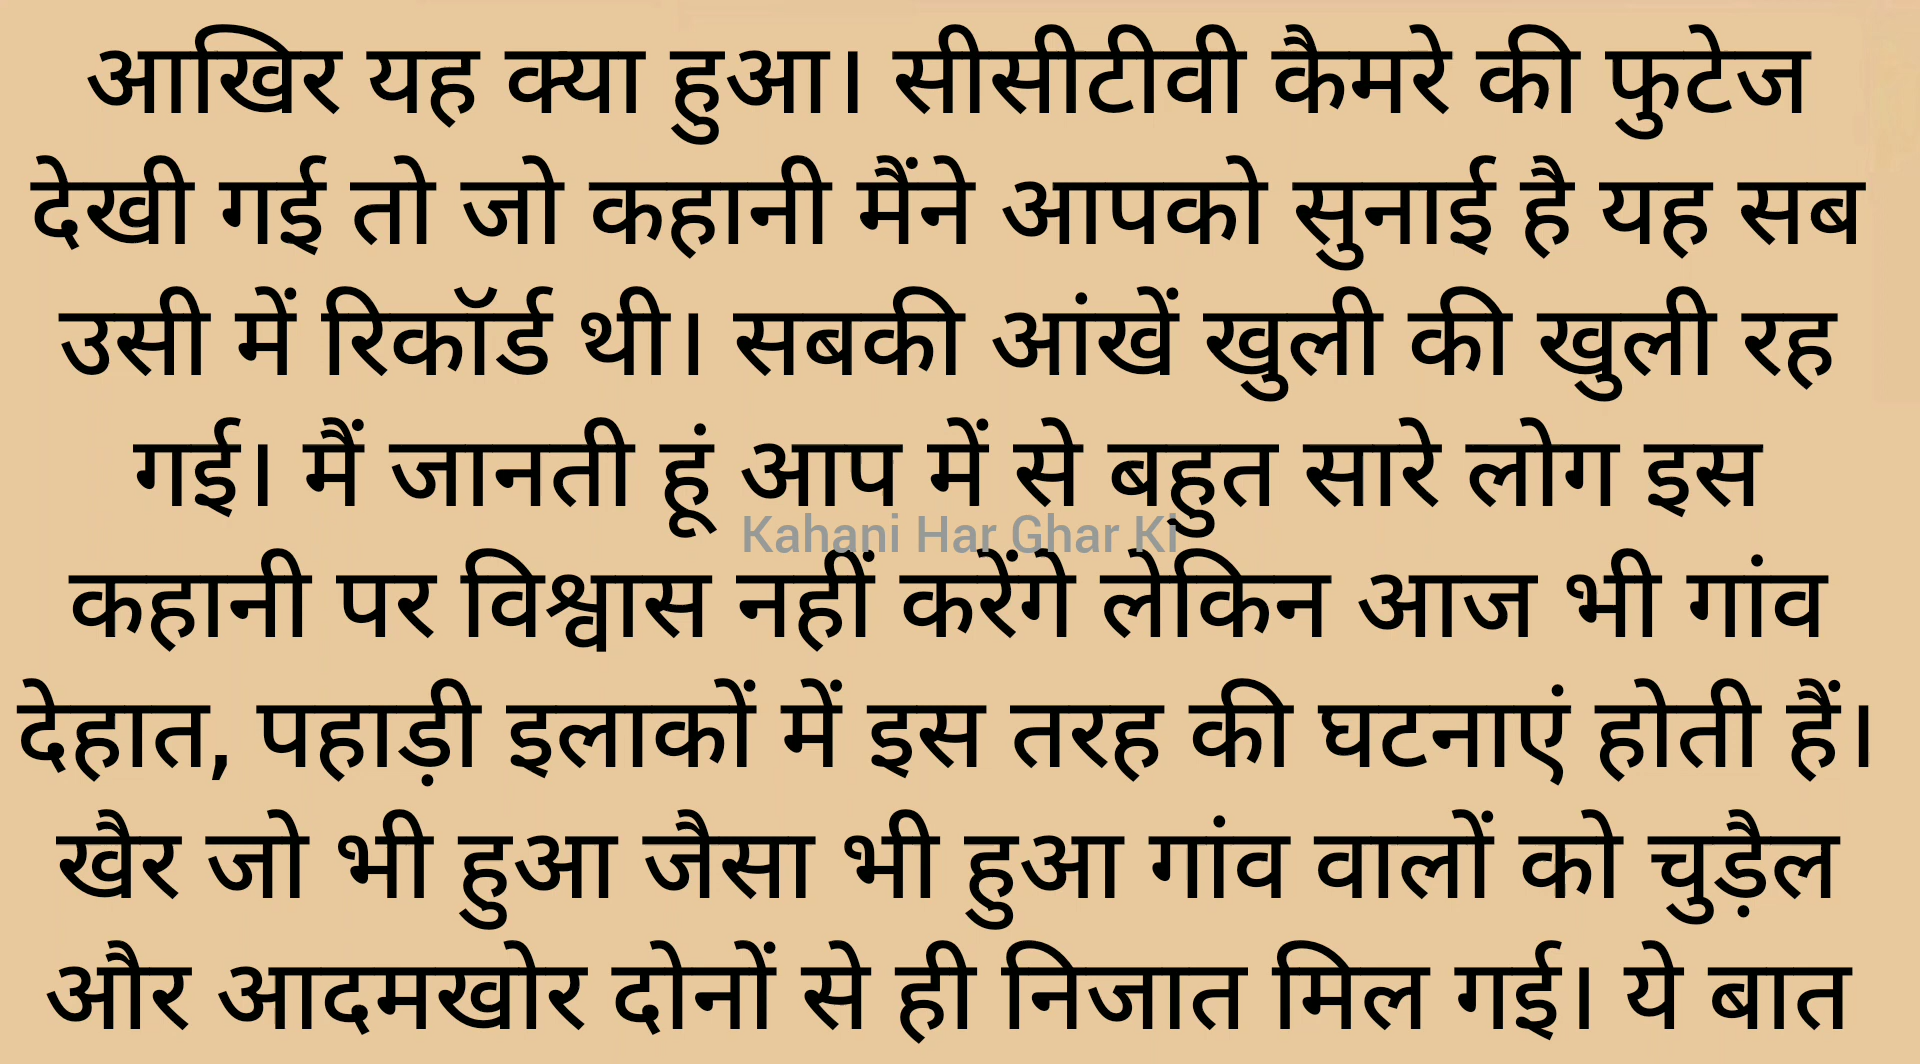 आखिर यह क्या हुआ। सीसीटीवी कैमरे की फुटेज
देखी गई तो जो कहानी मैंने आपको सुनाई है यह सब
उसी में रिकॉर्ड थी। सबकी आंखें खुली की खुली रह
गई। मैं जानती हूं आप में से बहुत सारे लोग इस
Kahani Har Ghar Ki
कहानी पर विश्वास नहीं करेंगे लेकिन आज भी गांव
देहात, पहाड़ी इलाकों में इस तरह की घटनाएं होती हैं।
खैर जो भी हुआ जैसा भी हुआ गांव वालों को चुड़ैल
और आदमखोर दोनों से ही निजात मिल गई। ये बात